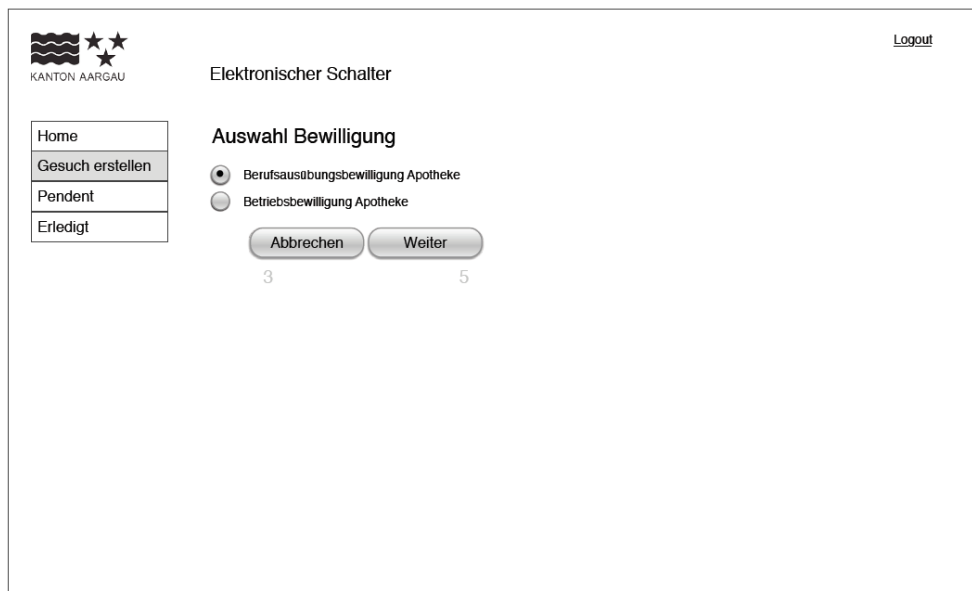 Logout
KANTON AARGAU
Elektronischer Schalter
Home
Gesuch erstellen
Pendent
Erledigt
Auswahl Bewilligung
Berufsausübungsbewilligung Apotheke
Betriebsbewilligung Apotheke
Abbrechen Weiter
3 5